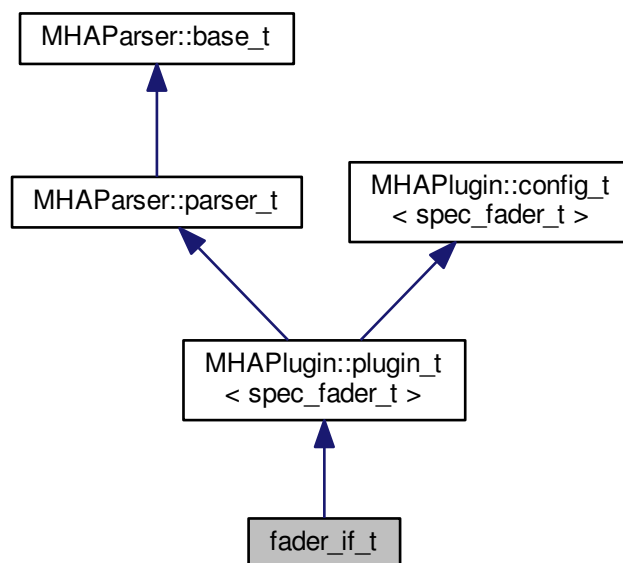 MHAParser::base_t
MHAParser::parser_t
MHAPlugin::config_t
< spec_fader_t >
MHAPlugin::plugin_t
< spec_fader_t >
fader_if_t